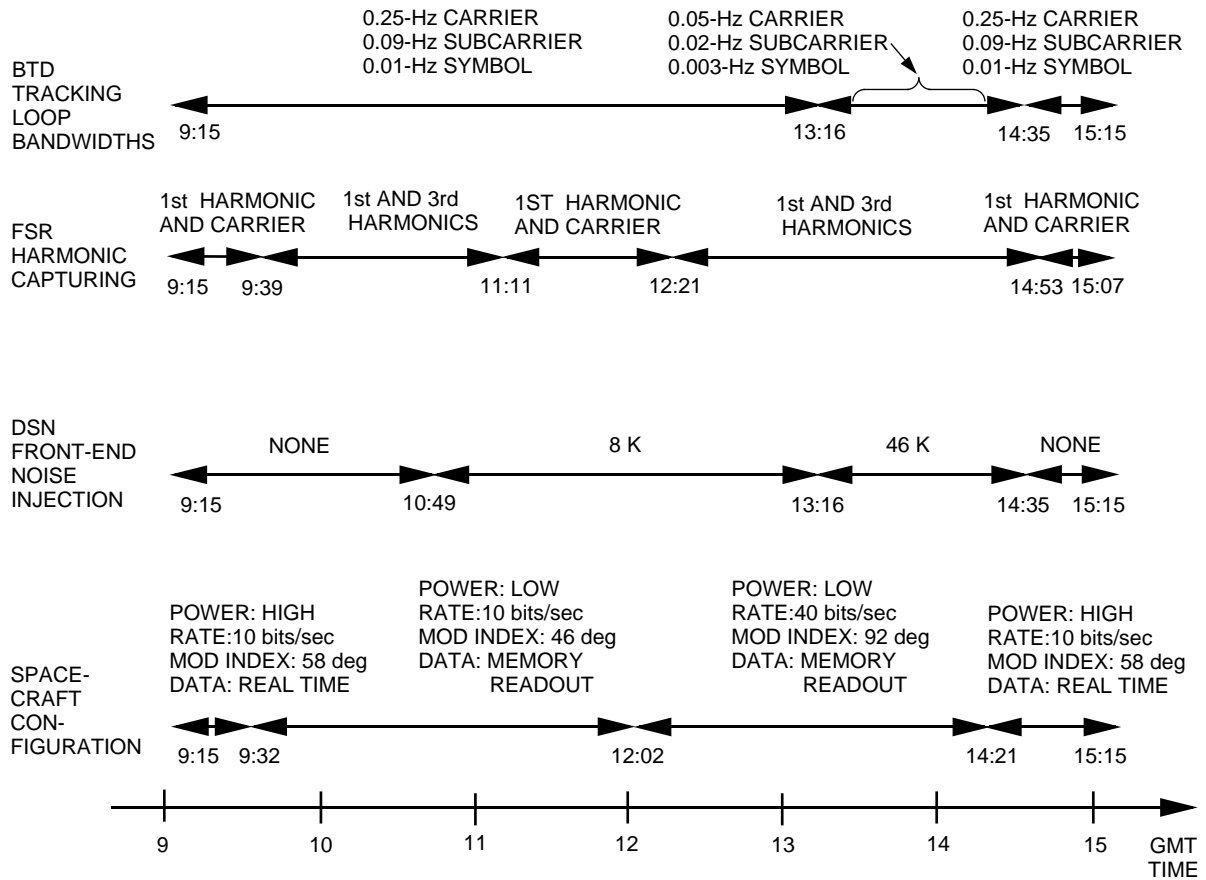 0.25-Hz CARRIER
0.09-Hz SUBCARRIER
0.01-Hz SYMBOL
0.05-Hz CARRIER
0.02-Hz SUBCARRIER
0.003-Hz SYMBOL
0.25-Hz CARRIER
0.09-Hz SUBCARRIER
0.01-Hz SYMBOL
BTD
TRACKING
LOOP
BANDWIDTHS
9:15
13:16
14:35
15:15
FSR
HARMONIC
CAPTURING
1st HARMONIC
AND CARRIER
1st AND 3rd
HARMONICS
1ST HARMONIC
AND CARRIER
1st AND 3rd
HARMONICS
1st HARMONIC
AND CARRIER
9:15
9:39
11:11
12:21
14:53
15:07
DSN
FRONT-END
NOISE
INJECTION
NONE
8 K
46 K
NONE
9:15
10:49
13:16
14:35
15:15
SPACE-
CRAFT
CON-
FIGURATION
POWER: HIGH
RATE:10 bits/sec
MOD INDEX: 58 deg
DATA: REAL TIME
POWER: LOW
RATE:10 bits/sec
MOD INDEX: 46 deg
DATA: MEMORY
READOUT
POWER: LOW
RATE:40 bits/sec
MOD INDEX: 92 deg
DATA: MEMORY
READOUT
POWER: HIGH
RATE:10 bits/sec
MOD INDEX: 58 deg
DATA: REAL TIME
9:15
9:32
12:02
14:21
15:15
9
10
11
12
13
14
15
GMT
TIME